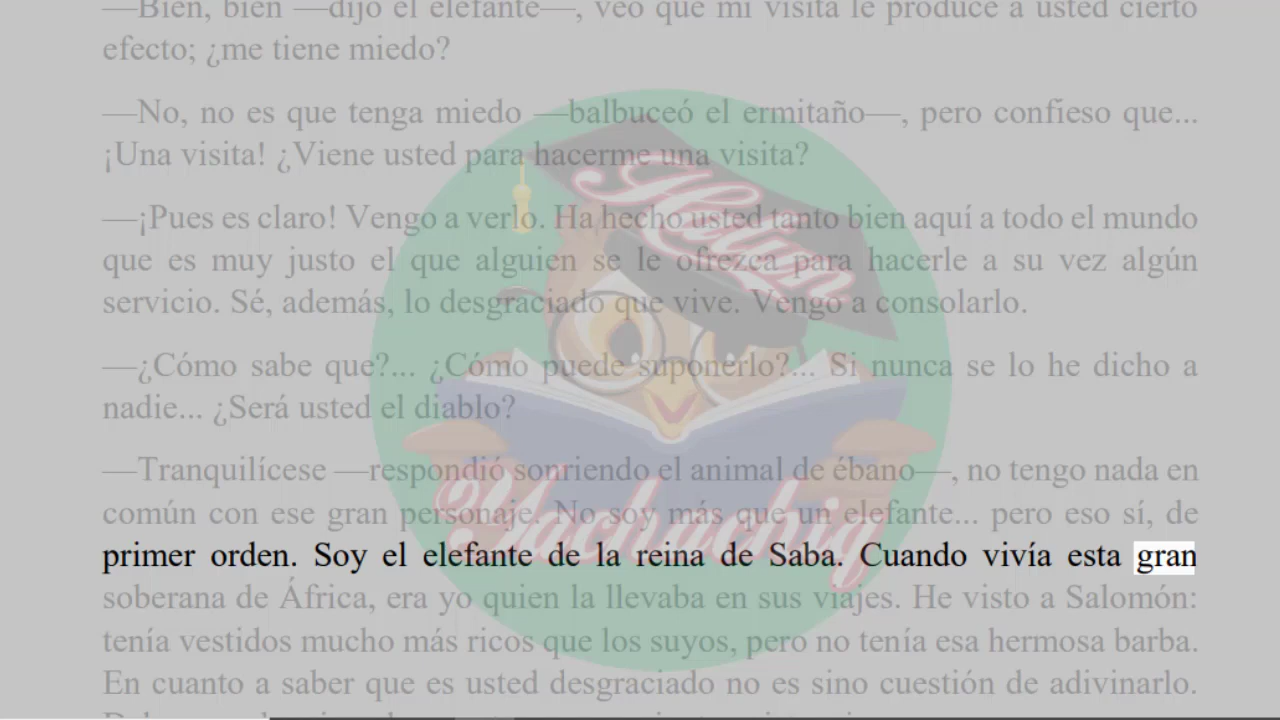 —Bien, bien —dijo el elefante—, veo que mi visita le produce a usted cierto
efecto; ¿me tiene miedo?
—No, no es que tenga miedo —balbuceó el ermitaño—, pero confieso que...
¡Una visita! ¿Viene usted para hacerme una visita?
—¡Pues es claro! Vengo a verlo. Ha hecho usted tanto bien aquí a todo el mundo
que es muy justo el que alguien se le ofrezca para hacerle a su vez algún
servicio. Sé, además, lo desgraciado que vive. Vengo a consolarlo.
—¿Cómo sabe que?... ¿Cómo puede suponerlo?... Si nunca se lo he dicho a
nadie... ¿Será usted el diablo?
—Tranquilícese —respondió sonriendo el animal de ébano—, no tengo nada en
común con ese gran personaje. No soy más que un elefante... pero eso sí, de
primer orden. Soy el elefante de la reina de Saba. Cuando vivía esta gran
soberana de África, era yo quien la llevaba en sus viajes. He visto a Salomón:
tenía vestidos mucho más ricos que los suyos, pero no tenía esa hermosa barba.
En cuanto a saber que es usted desgraciado no es sino cuestión de adivinarlo.